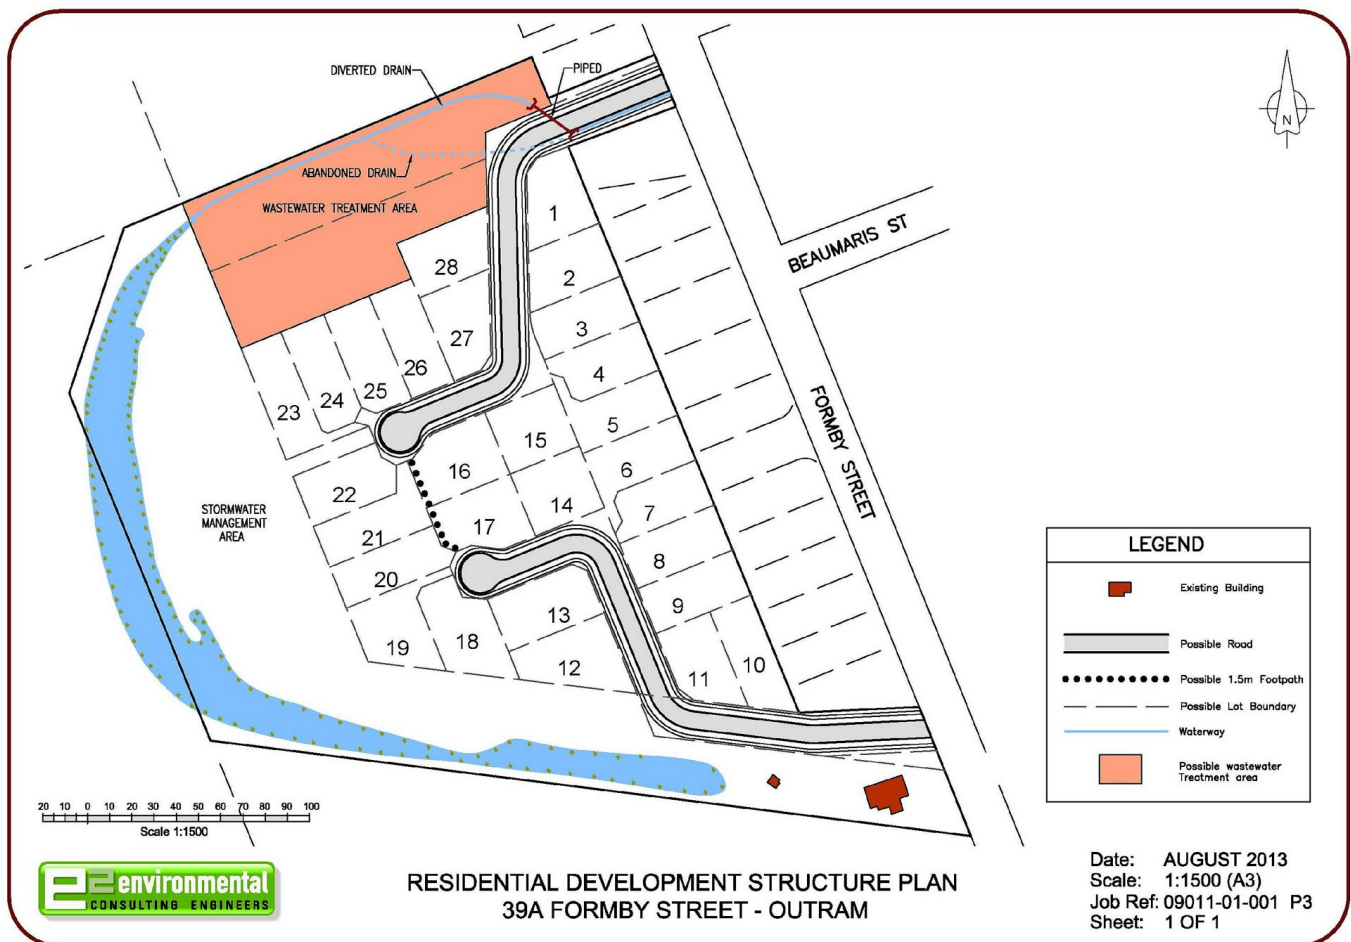 DIVERTED DRAIN
PIPED
ABANDONED DRAIN
WASTEWATER TREATMENT AREA
N
BEAUMARIS ST
FORMBY STREET
1
2
3
4
5
6
7
8
9
10
11
12
13
14
15
16
17
18
19
20
21
22
23
24
25
26
27
28
STORMWATER
MANAGEMENT
AREA
LEGEND
Existing Building
Possible Road
Possible 1.5m Footpath
Possible Lot Boundary
Waterway
Possible wastewater
Treatment area
20 10 0 10 20 30 40 50 60 70 80 90 100
Scale 1:1500
e2 environmental
CONSULTING ENGINEERS
RESIDENTIAL DEVELOPMENT STRUCTURE PLAN
39A FORMBY STREET - OUTRAM
Date: AUGUST 2013
Scale: 1:1500 (A3)
Job Ref: 09011-01-001 P3
Sheet: 1 OF 1